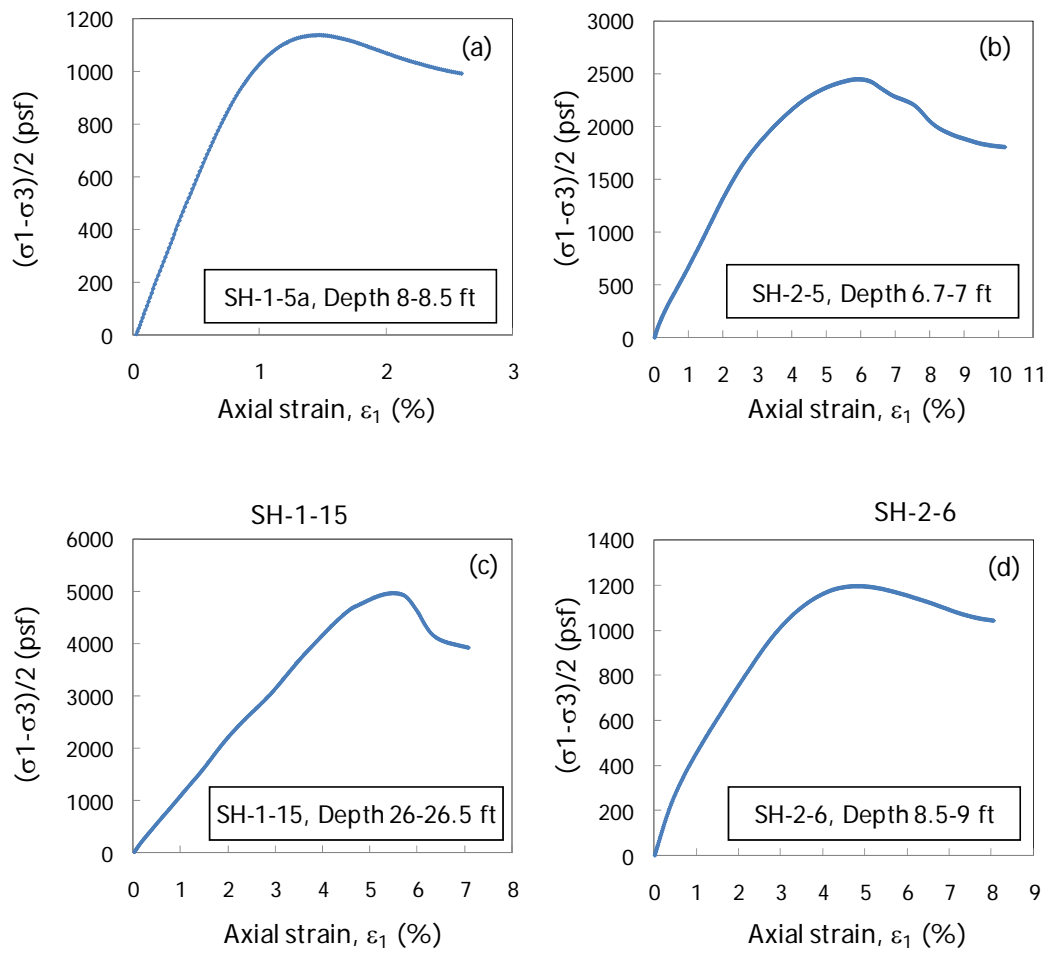 (a)
(σ1-σ3)/2 (psf)
1200
1000
800
600
400
200
0
SH-1-5a, Depth 8-8.5 ft
0 1 2 3
Axial strain, ε1 (%)
(b)
(σ1-σ3)/2 (psf)
3000
2500
2000
1500
1000
500
0
SH-2-5, Depth 6.7-7 ft
0 1 2 3 4 5 6 7 8 9 10 11
Axial strain, ε1 (%)
SH-1-15
(c)
(σ1-σ3)/2 (psf)
6000
5000
4000
3000
2000
1000
0
SH-1-15, Depth 26-26.5 ft
0 1 2 3 4 5 6 7 8
Axial strain, ε1 (%)
SH-2-6
(d)
(σ1-σ3)/2 (psf)
1400
1200
1000
800
600
400
200
0
SH-2-6, Depth 8.5-9 ft
0 1 2 3 4 5 6 7 8 9
Axial strain, ε1 (%)